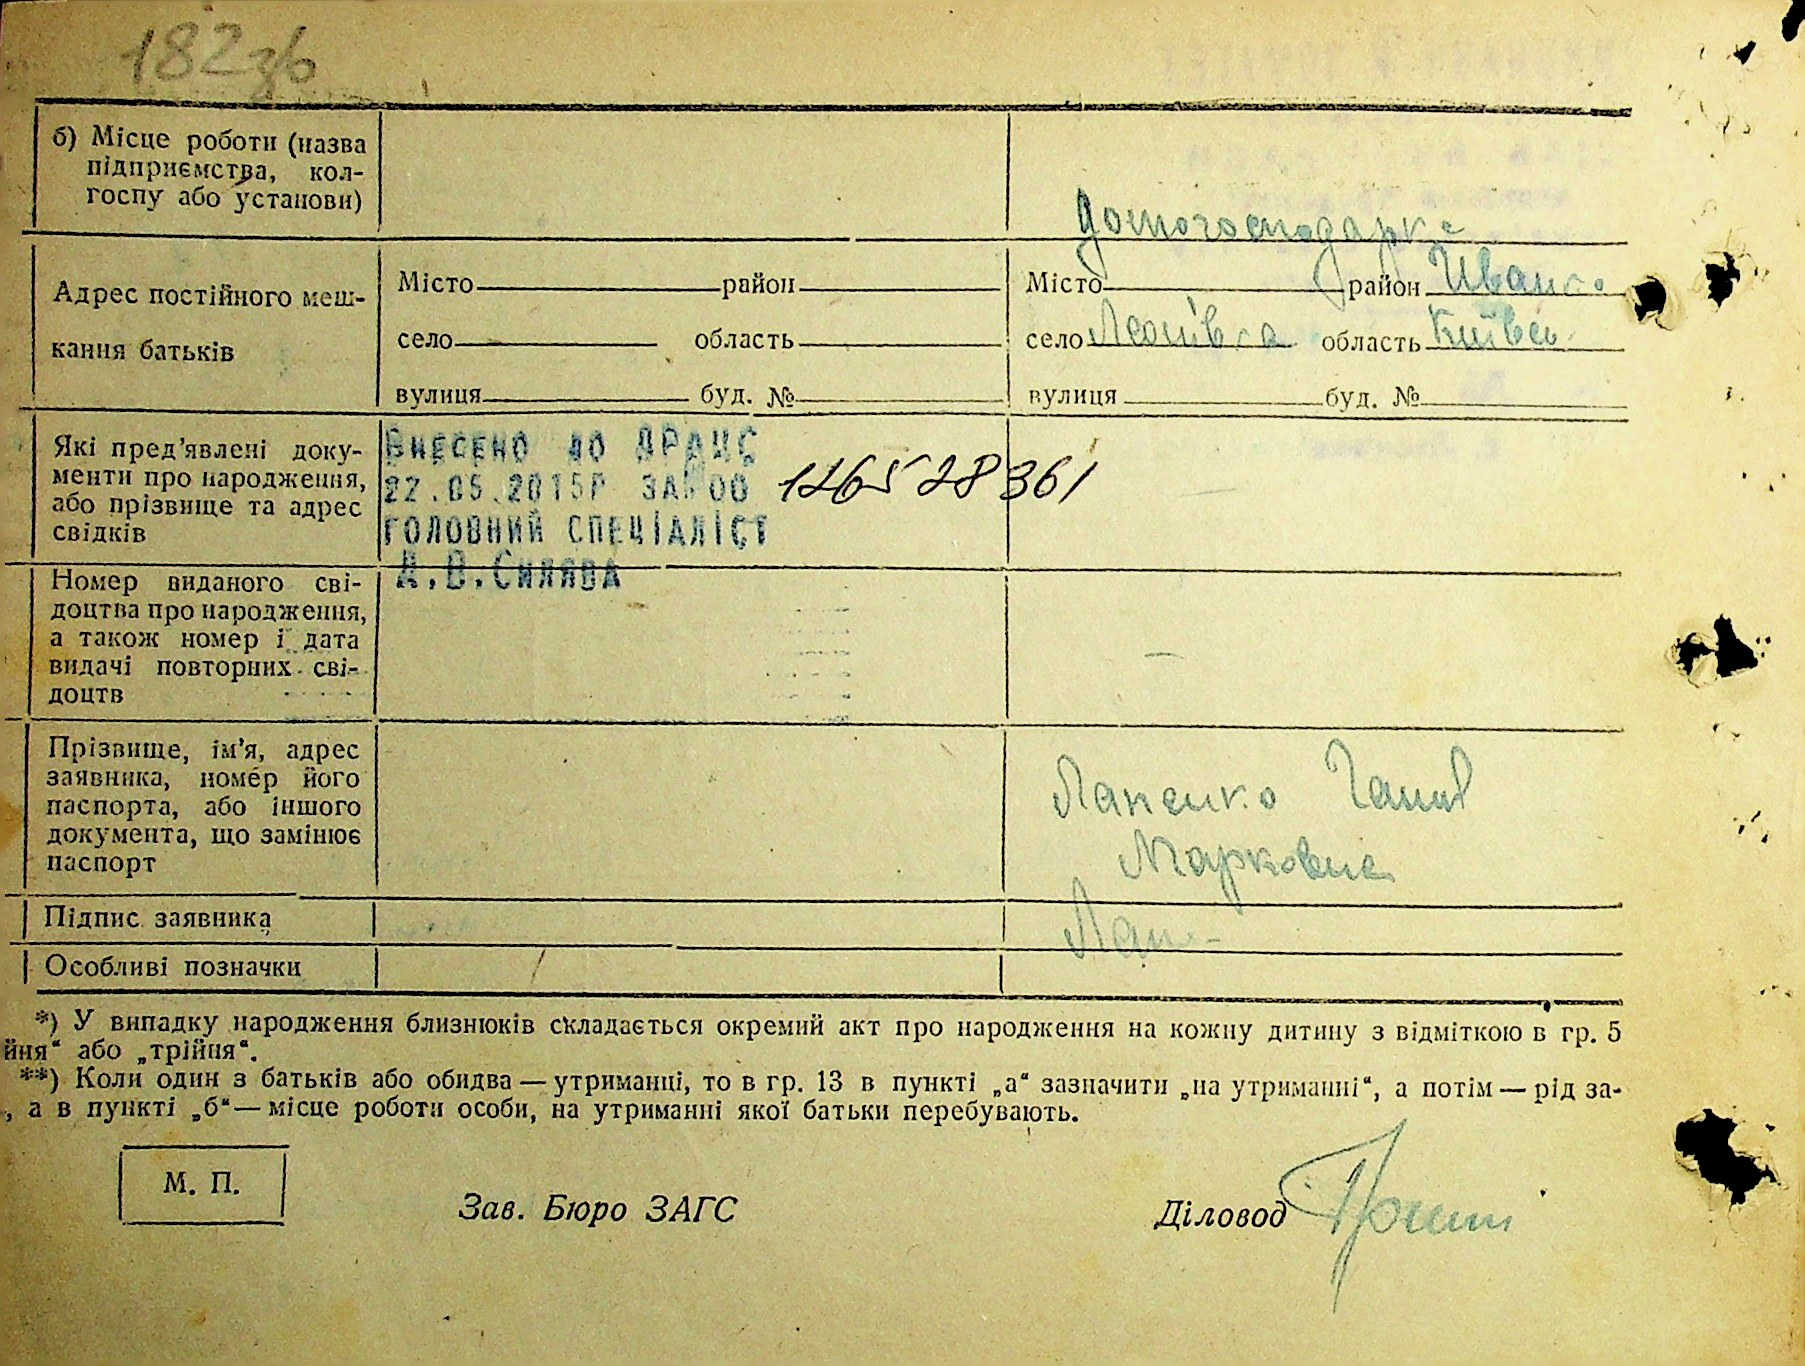 182зв
б) Місце роботи (назва
підприємства, кол-
госпу або установи)
домогосподарка
Адрес постійного меш-
кання батьків
Місто район
село область
вулиця буд. №
Місто район Іванк.
село Леонівка область Київсь.
вулиця буд. №
Які пред'явлені доку-
менти про народження,
або прізвище та адрес
свідків
ВНЕСЕНО ДО ДРАЦС
22.05.2015Р ЗА №00 126528361
ГОЛОВНИЙ СПЕЦІАЛІСТ
Д.В.СИЛЯВА
Номер виданого сві-
доцтва про народження,
а також номер і дата
видачі повторних сві-
доцтв
—
Прізвище, ім'я, адрес
заявника, номер його
паспорта, або іншого
документа, що замінює
паспорт
Марковна
Підпис заявника
Особливі позначки
*) У випадку народження близнюків складається окремий акт про народження на кожну дитину з відміткою в гр. 5
йня" або „трійня".
**) Коли один з батьків або обидва — утриманці, то в гр. 13 в пункті „а" зазначити „на утриманні", а потім — рід за-
, а в пункті „б" — місце роботи особи, на утриманні якої батьки перебувають.
М. П.
Зав. Бюро ЗАГС
Діловод